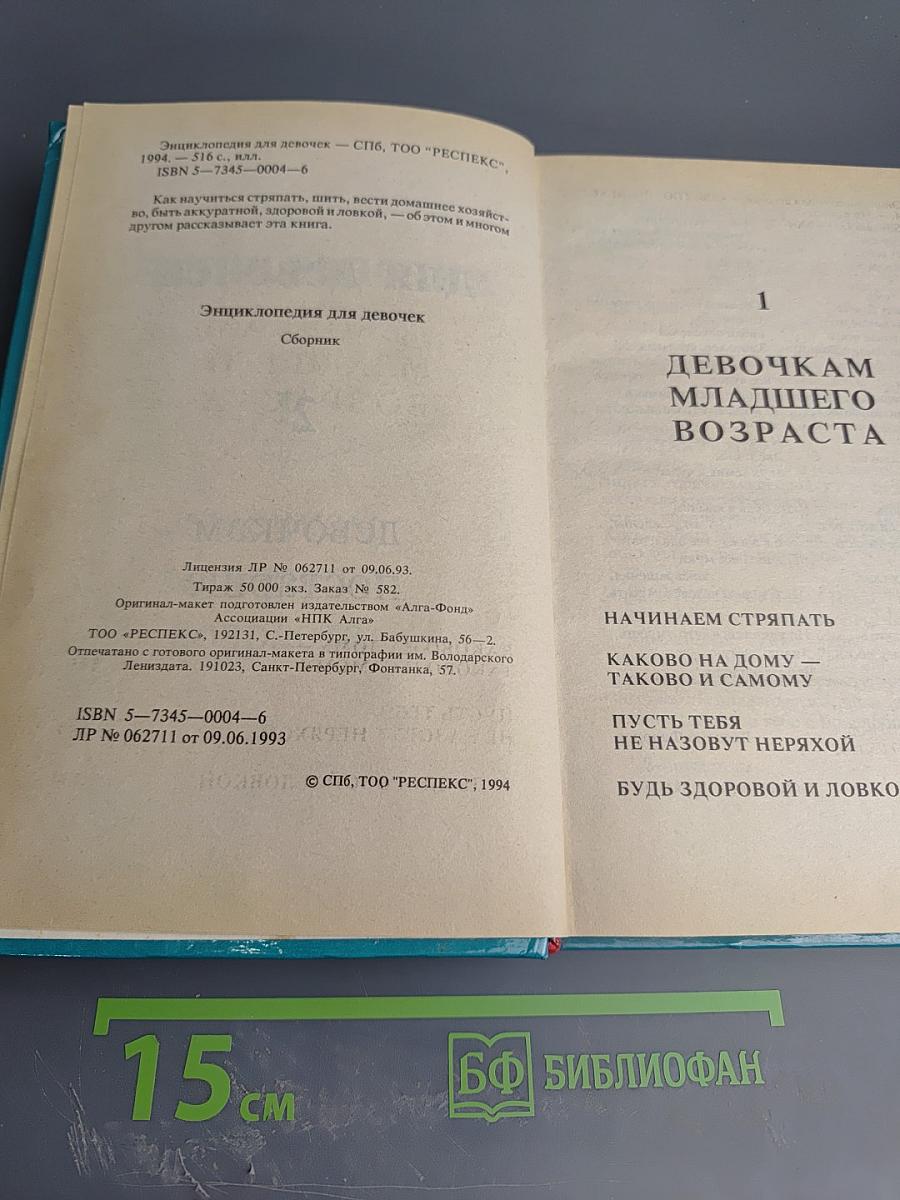 Энциклопедия для девочек — СПб, ТОО "РЕСПЕКС",
1994. — 516 с., илл.
ISBN 5—7345—0004—6
Как научиться стряпать, шить, вести домашнее хозяйст-
во, быть аккуратной, здоровой и ловкой, — об этом и многом
другом рассказывает эта книга.
Энциклопедия для девочек
Сборник
Лицензия ЛР № 062711 от 09.06.93.
Тираж 50 000 экз. Заказ № 582.
Оригинал-макет подготовлен издательством «Алга-Фонд»
Ассоциации «НПК Алга»
ТОО «РЕСПЕКС», 192131, С.-Петербург, ул. Бабушкина, 56—2.
Отпечатано с готового оригинал-макета в типографии им. Володарского
Лениздата. 191023, Санкт-Петербург, Фонтанка, 57.
ISBN 5—7345—0004—6
ЛР № 062711 от 09.06.1993
© СПб, ТОО "РЕСПЕКС", 1994
1
ДЕВОЧКАМ
МЛАДШЕГО
ВОЗРАСТА
НАЧИНАЕМ СТРЯПАТЬ
КАКОВО НА ДОМУ —
ТАКОВО И САМОМУ
ПУСТЬ ТЕБЯ
НЕ НАЗОВУТ НЕРЯХОЙ
БУДЬ ЗДОРОВОЙ И ЛОВКО
15 см
БФ БИБЛИОФАН